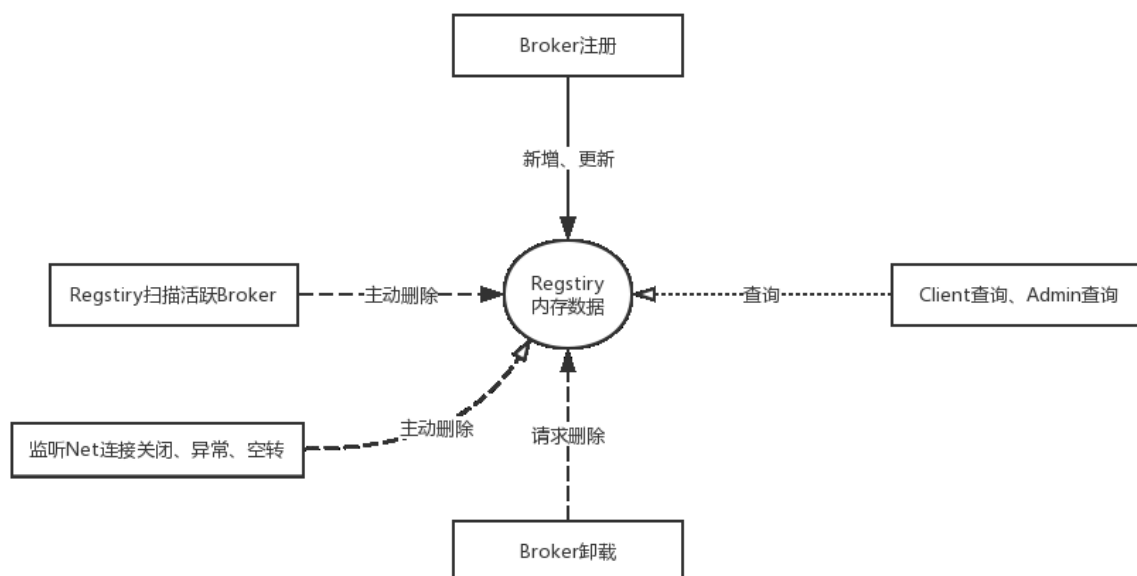 Broker注册
新增、更新
Regstiry扫描活跃Broker
主动删除
Regstiry
内存数据
查询
Client查询、Admin查询
监听Net连接关闭、异常、空转
主动删除
请求删除
Broker卸载